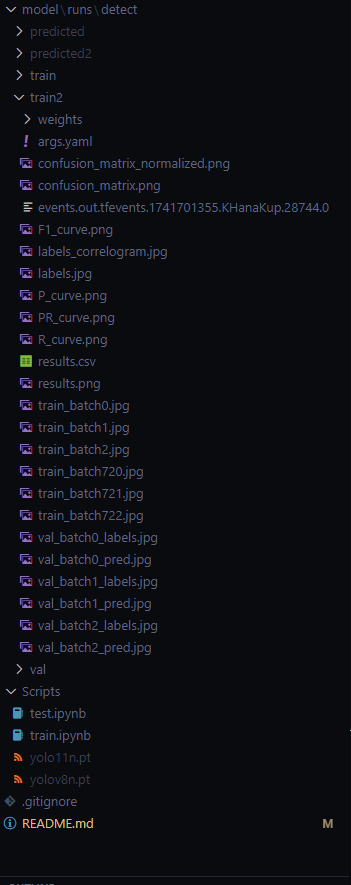 model\runs\detect
predicted
predicted2
train
train2
weights
! args.yaml
confusion_matrix_normalized.png
confusion_matrix.png
events.out.tfevents.1741701355.KHanaKup.28744.0
F1_curve.png
labels_correlogram.jpg
labels.jpg
P_curve.png
PR_curve.png
R_curve.png
results.csv
results.png
train_batch0.jpg
train_batch1.jpg
train_batch2.jpg
train_batch720.jpg
train_batch721.jpg
train_batch722.jpg
val_batch0_labels.jpg
val_batch0_pred.jpg
val_batch1_labels.jpg
val_batch1_pred.jpg
val_batch2_labels.jpg
val_batch2_pred.jpg
val
Scripts
test.ipynb
train.ipynb
yolo11n.pt
yolov8n.pt
.gitignore
README.md M